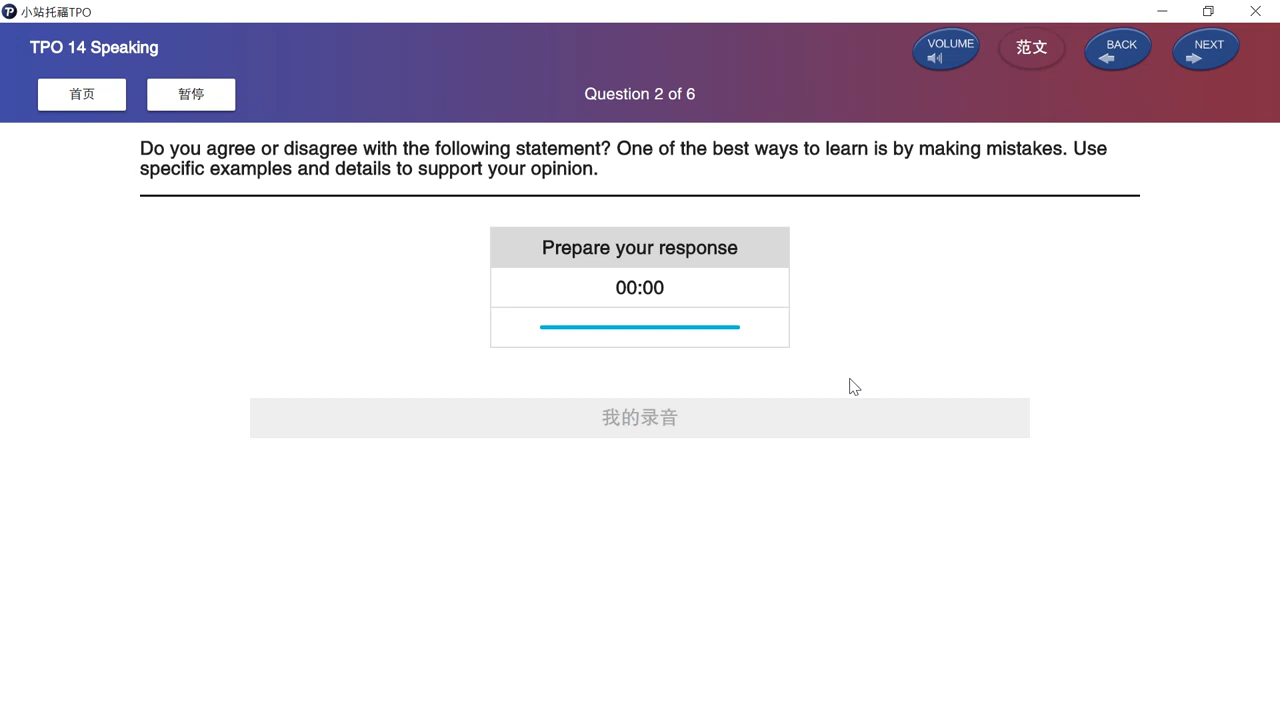 小站托福TPO
TPO 14 Speaking
VOLUME
范文
BACK
NEXT
首页
暂停
Question 2 of 6
Do you agree or disagree with the following statement? One of the best ways to learn is by making mistakes. Use
specific examples and details to support your opinion.
Prepare your response
00:00
我的录音